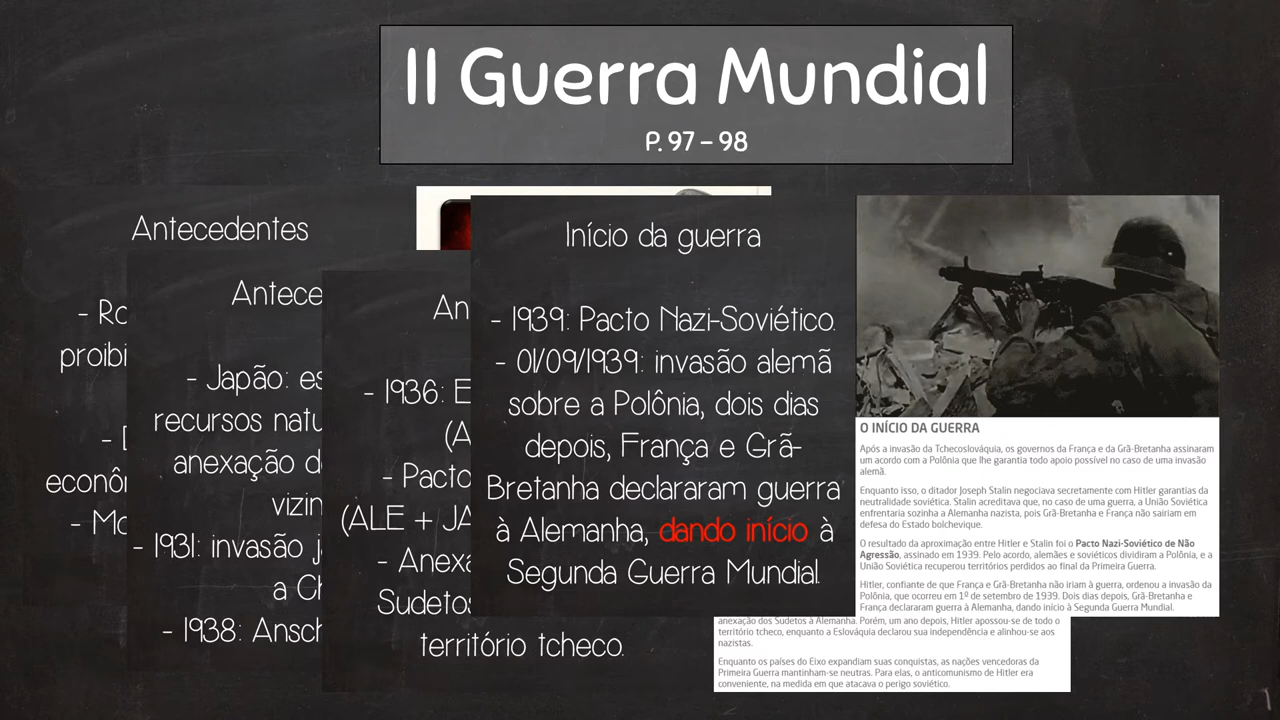 II Guerra Mundial
P. 97 – 98
Antecedentes
proibi
econôr
Antece
- Japão: es
recursos natu
anexação d
vizin
- 1931: invasão j
a Ch
- 1938: Ansch
An
- 1936: E
(A
- Pacto
(ALE + JA
- Anexa
Sudetos
território tcheco.
Início da guerra
- 1939: Pacto Nazi-Soviético.
- 01/09/1939: invasão alemã
sobre a Polônia, dois dias
depois, França e Grã-
Bretanha declararam guerra
à Alemanha, dando início à
Segunda Guerra Mundial.
O INÍCIO DA GUERRA
Após a invasão da Tchecoslováquia, os governos da França e da Grã-Bretanha assinaram
um acordo com a Polônia que lhe garantia todo apoio possível no caso de uma invasão
alemã.
Enquanto isso, o ditador Joseph Stalin negociava secretamente com Hitler garantias da
neutralidade soviética. Stalin acreditava que, no caso de uma guerra, a União Soviética
enfrentaria sozinha a Alemanha nazista, pois Grã-Bretanha e França não sairiam em
defesa do Estado bolchevique.
O resultado da aproximação entre Hitler e Stalin foi o Pacto Nazi-Soviético de Não
Agressão, assinado em 1939. Pelo acordo, alemães e soviéticos dividiram a Polônia, e a
União Soviética recuperou territórios perdidos ao final da Primeira Guerra.
Hitler, confiante de que França e Grã-Bretanha não iriam à guerra, ordenou a invasão da
Polônia, que ocorreu em 1º de setembro de 1939. Dois dias depois, Grã-Bretanha e
França declararam guerra à Alemanha, dando início à Segunda Guerra Mundial.
anexação dos Sudetos à Alemanha. Porém, um ano depois, Hitler apossou-se de todo o
território tcheco, enquanto a Eslováquia declarou sua independência e alinhou-se aos
nazistas.
Enquanto os países do Eixo expandiam suas conquistas, as nações vencedoras da
Primeira Guerra mantinham-se neutras. Para elas, o anticomunismo de Hitler era
conveniente, na medida em que atacava o perigo soviético.